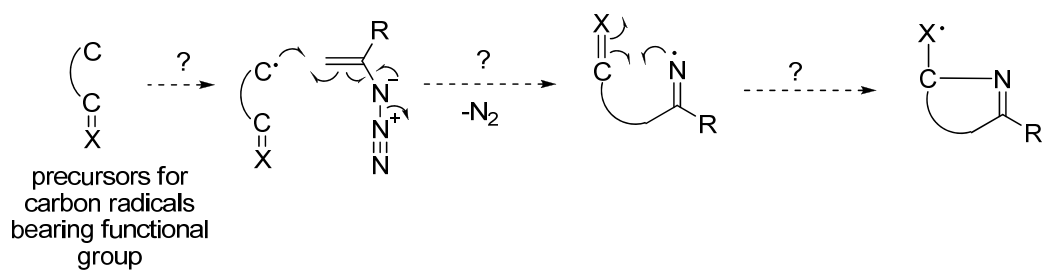 C
C
X
?
C•
C
X
R
N–
N+
N
?
-N2
X
C
N•
R
?
X•
C
N
R
precursors for
carbon radicals
bearing functional
group